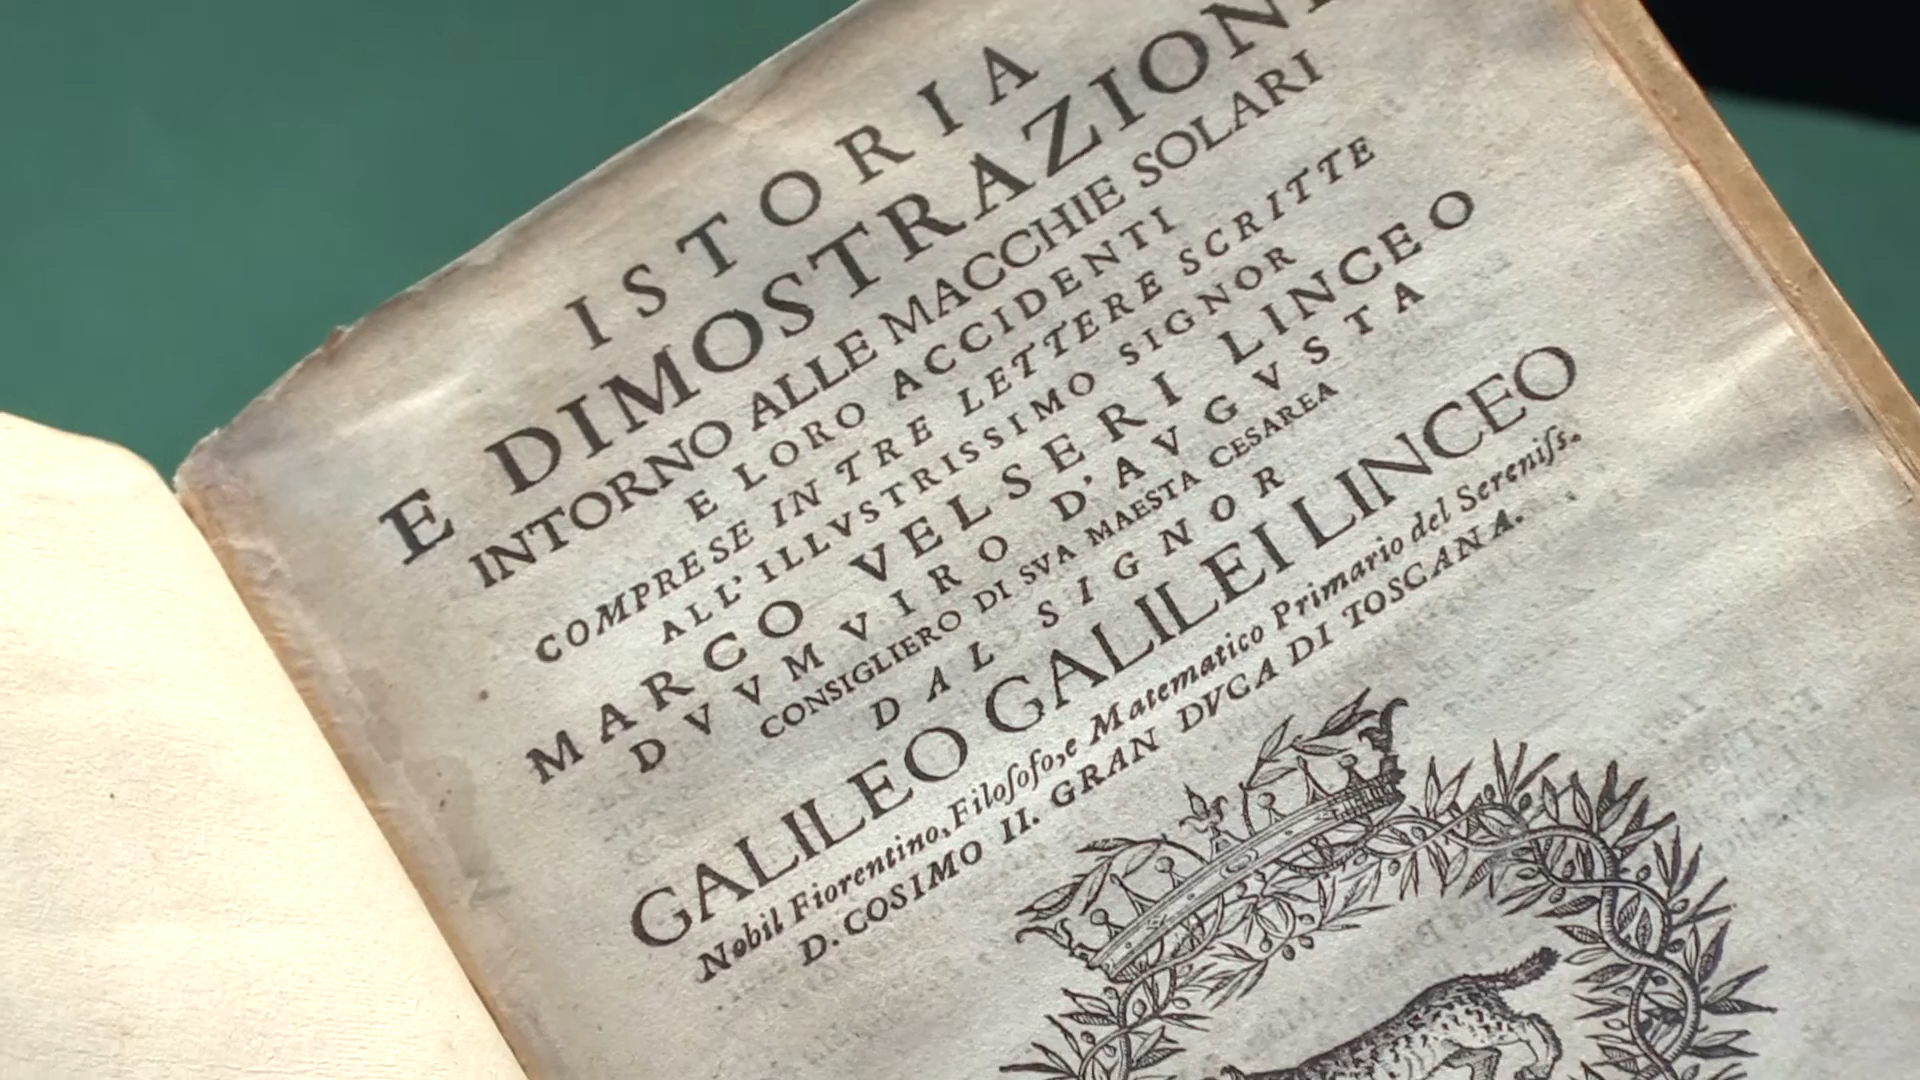 ISTORIA
E DIMOSTRAZIONI
INTORNO ALLE MACCHIE SOLARI
E LORO ACCIDENTI
COMPRESE IN TRE LETTERE SCRITTE
ALL'ILLVSTRISSIMO SIGNOR
MARCO VELSERI LINCEO
DVVMVIRO D'AVGVSTA
CONSIGLIERO DI SVA MAESTA CESAREA
DAL SIGNOR
GALILEO GALILEI LINCEO
Nobil Fiorentino, Filoſofo, e Matematico Primario del Sereniſs.
D. COSIMO II. GRAN DVCA DI TOSCANA.